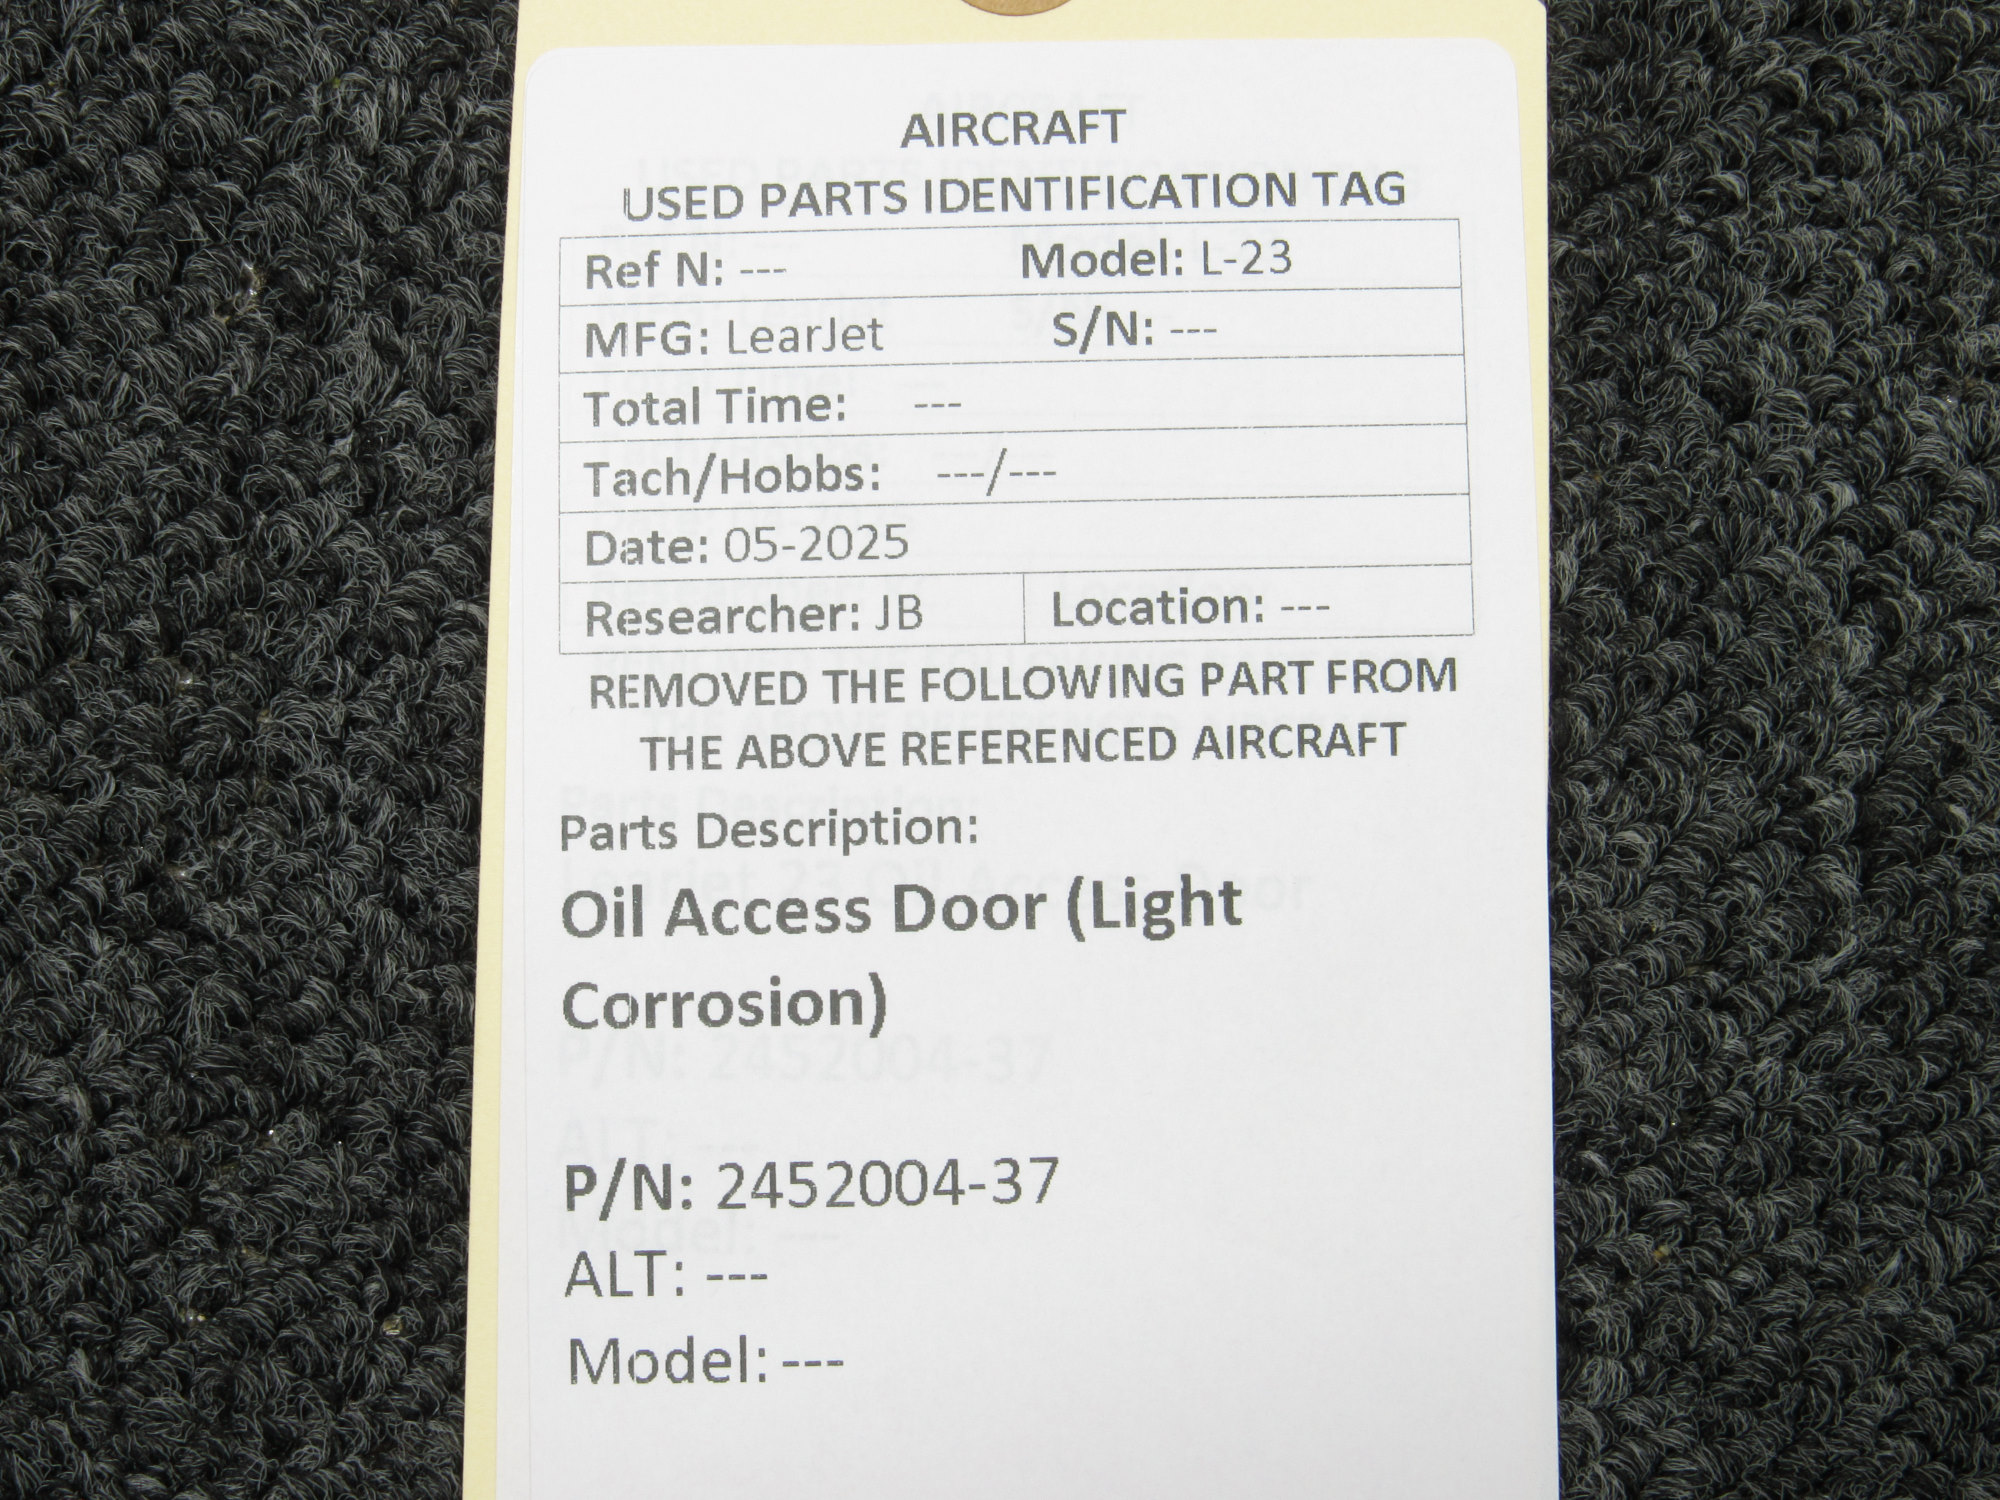 AIRCRAFT
USED PARTS IDENTIFICATION TAG
Ref N: --- Model: L-23
MFG: LearJet S/N: ---
Total Time: ---
Tach/Hobbs: ---/---
Date: 05-2025
Researcher: JB Location: ---
REMOVED THE FOLLOWING PART FROM
THE ABOVE REFERENCED AIRCRAFT
Parts Description:
Oil Access Door (Light
Corrosion)
P/N: 2452004-37
ALT: ---
Model: ---